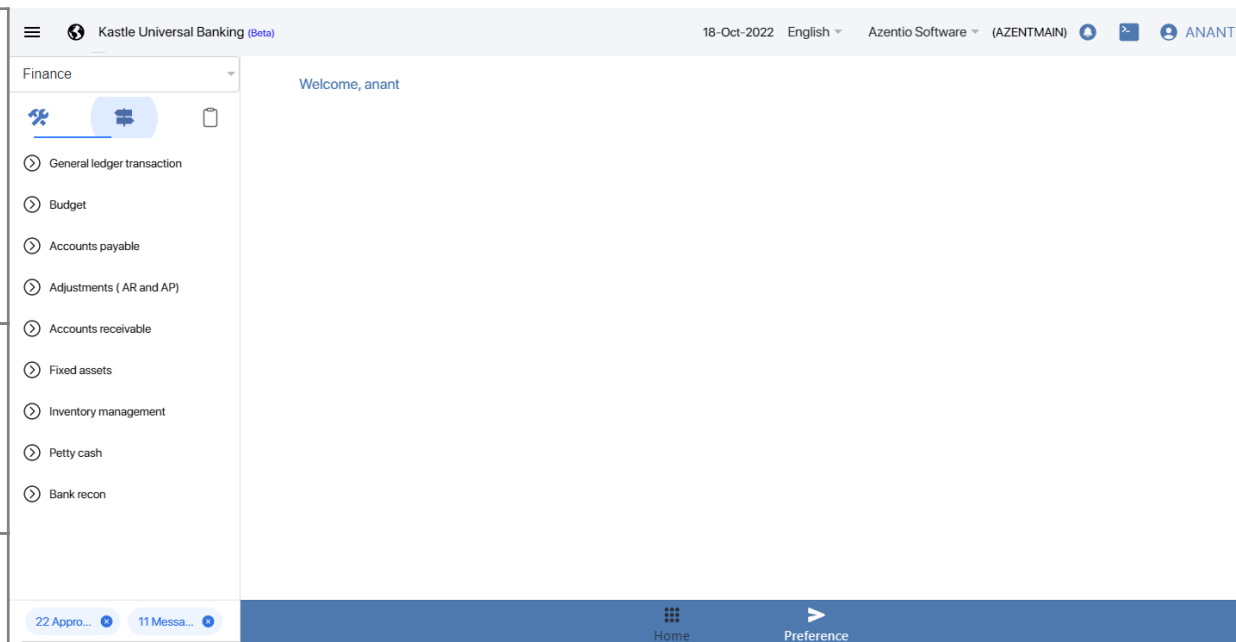 Kastle Universal Banking (Beta)
18-Oct-2022 English Azentio Software (AZENTMAIN) ANANT
Finance
Welcome, anant
General ledger transaction
Budget
Accounts payable
Adjustments ( AR and AP)
Accounts receivable
Fixed assets
Inventory management
Petty cash
Bank recon
22 Appro... 11 Messa...
Home Preference